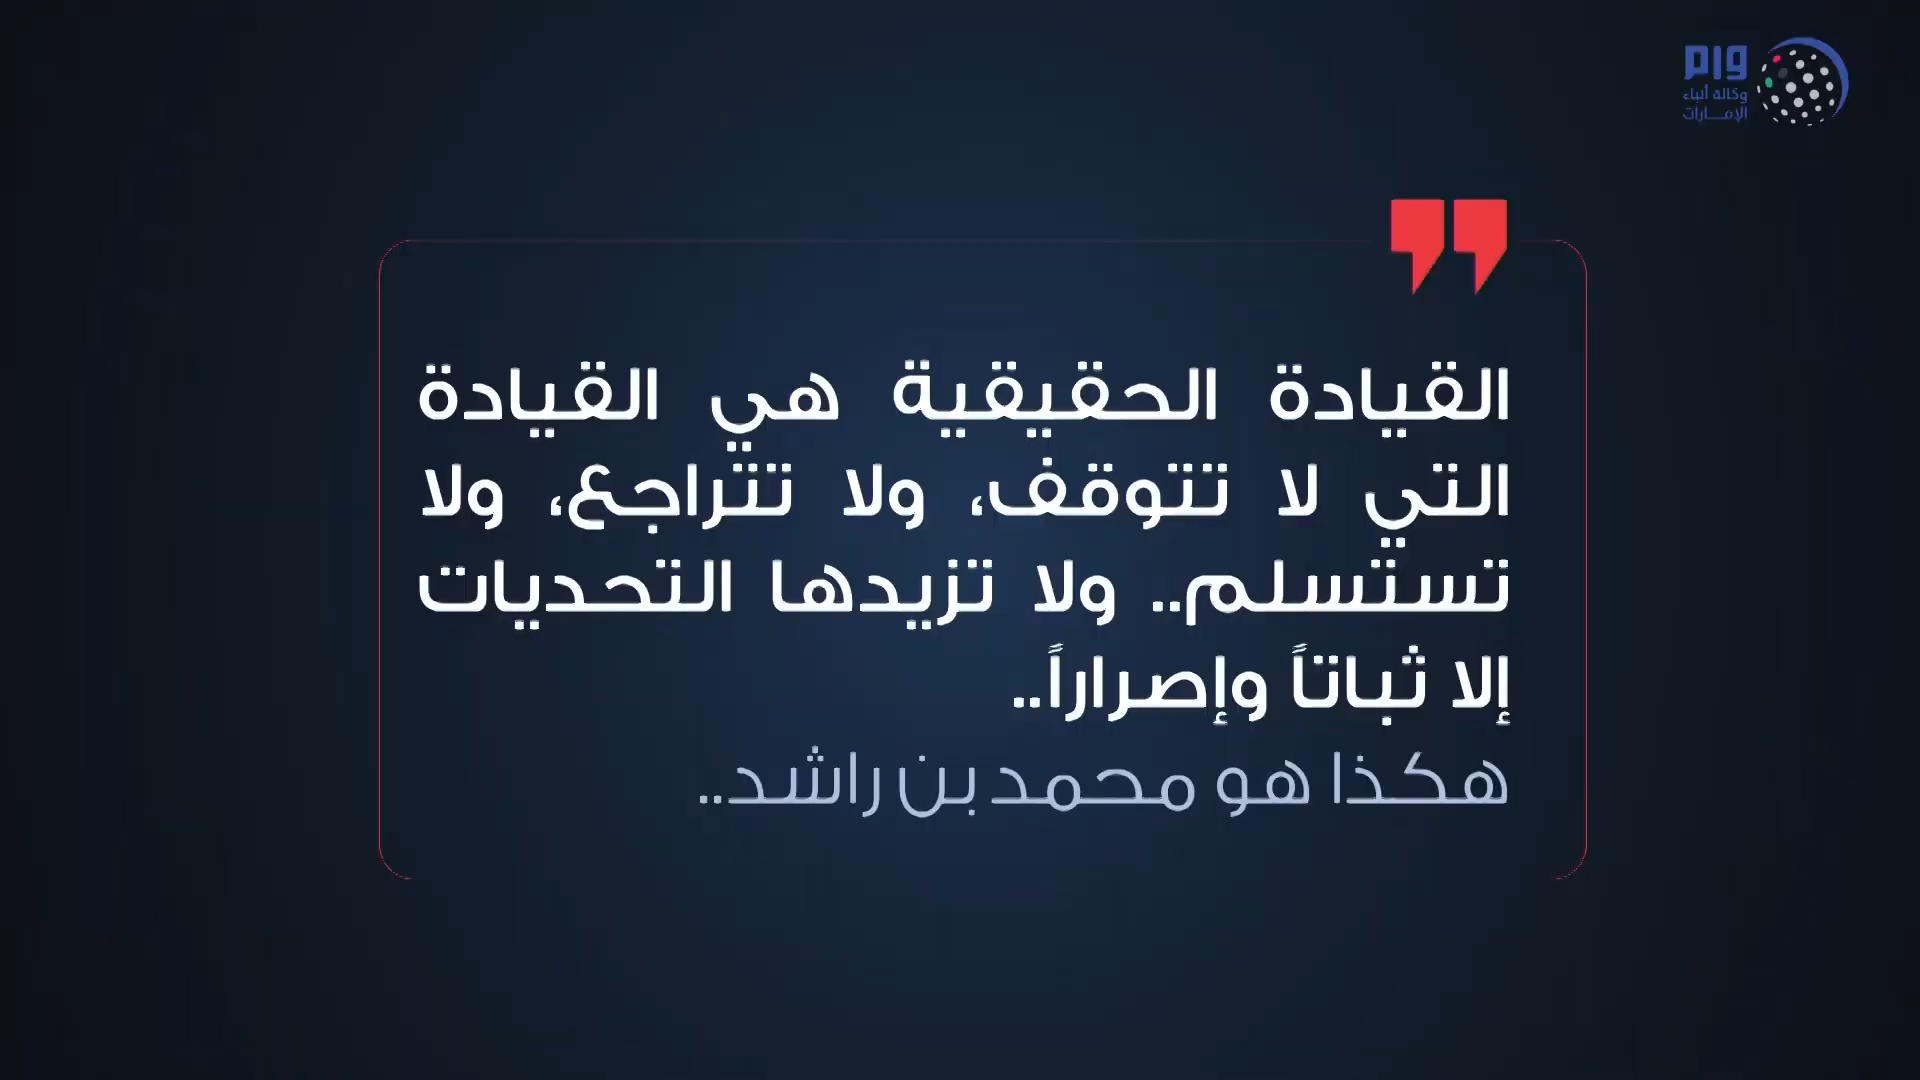 وام
وكالة أنباء
الإمـارات
القيادة الحقيقية هي القيادة
التي لا تتوقف، ولا تتراجع، ولا
تستسلم.. ولا تزيدها التحديات
إلا ثباتاً وإصراراً..
هكذا هو محمد بن راشد..